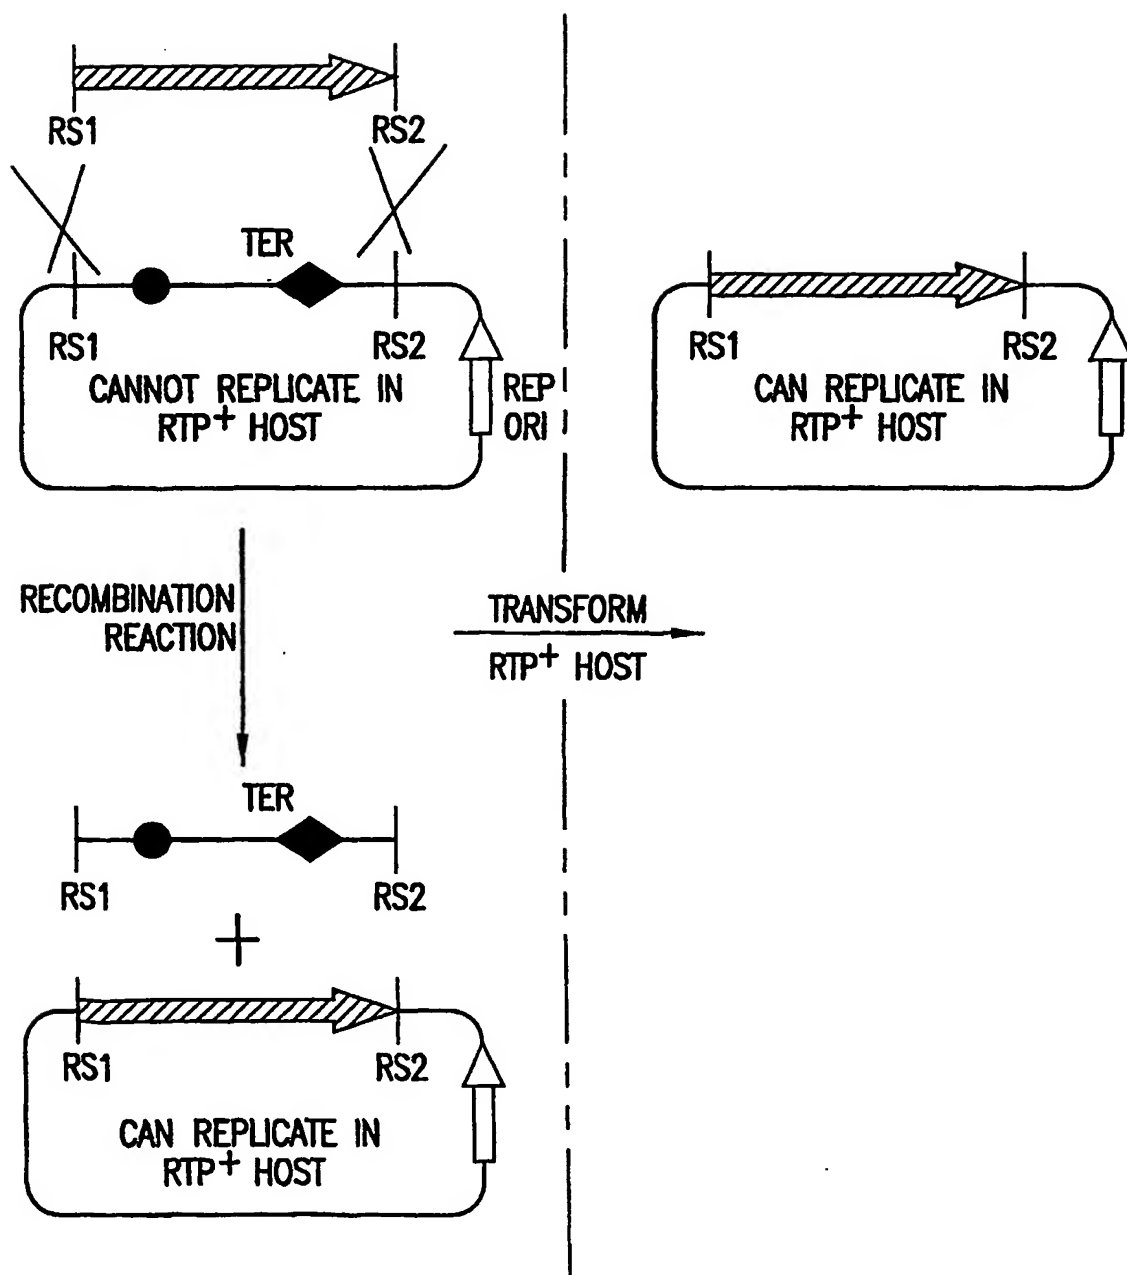 RS1 RS2
TER
RS1 RS2
CANNOT REPLICATE IN
RTP+ HOST
REP
ORI
RECOMBINATION
REACTION
TER
RS1 RS2
+
RS1 RS2
CAN REPLICATE IN
RTP+ HOST
TRANSFORM
RTP+ HOST
RS1 RS2
CAN REPLICATE IN
RTP+ HOST